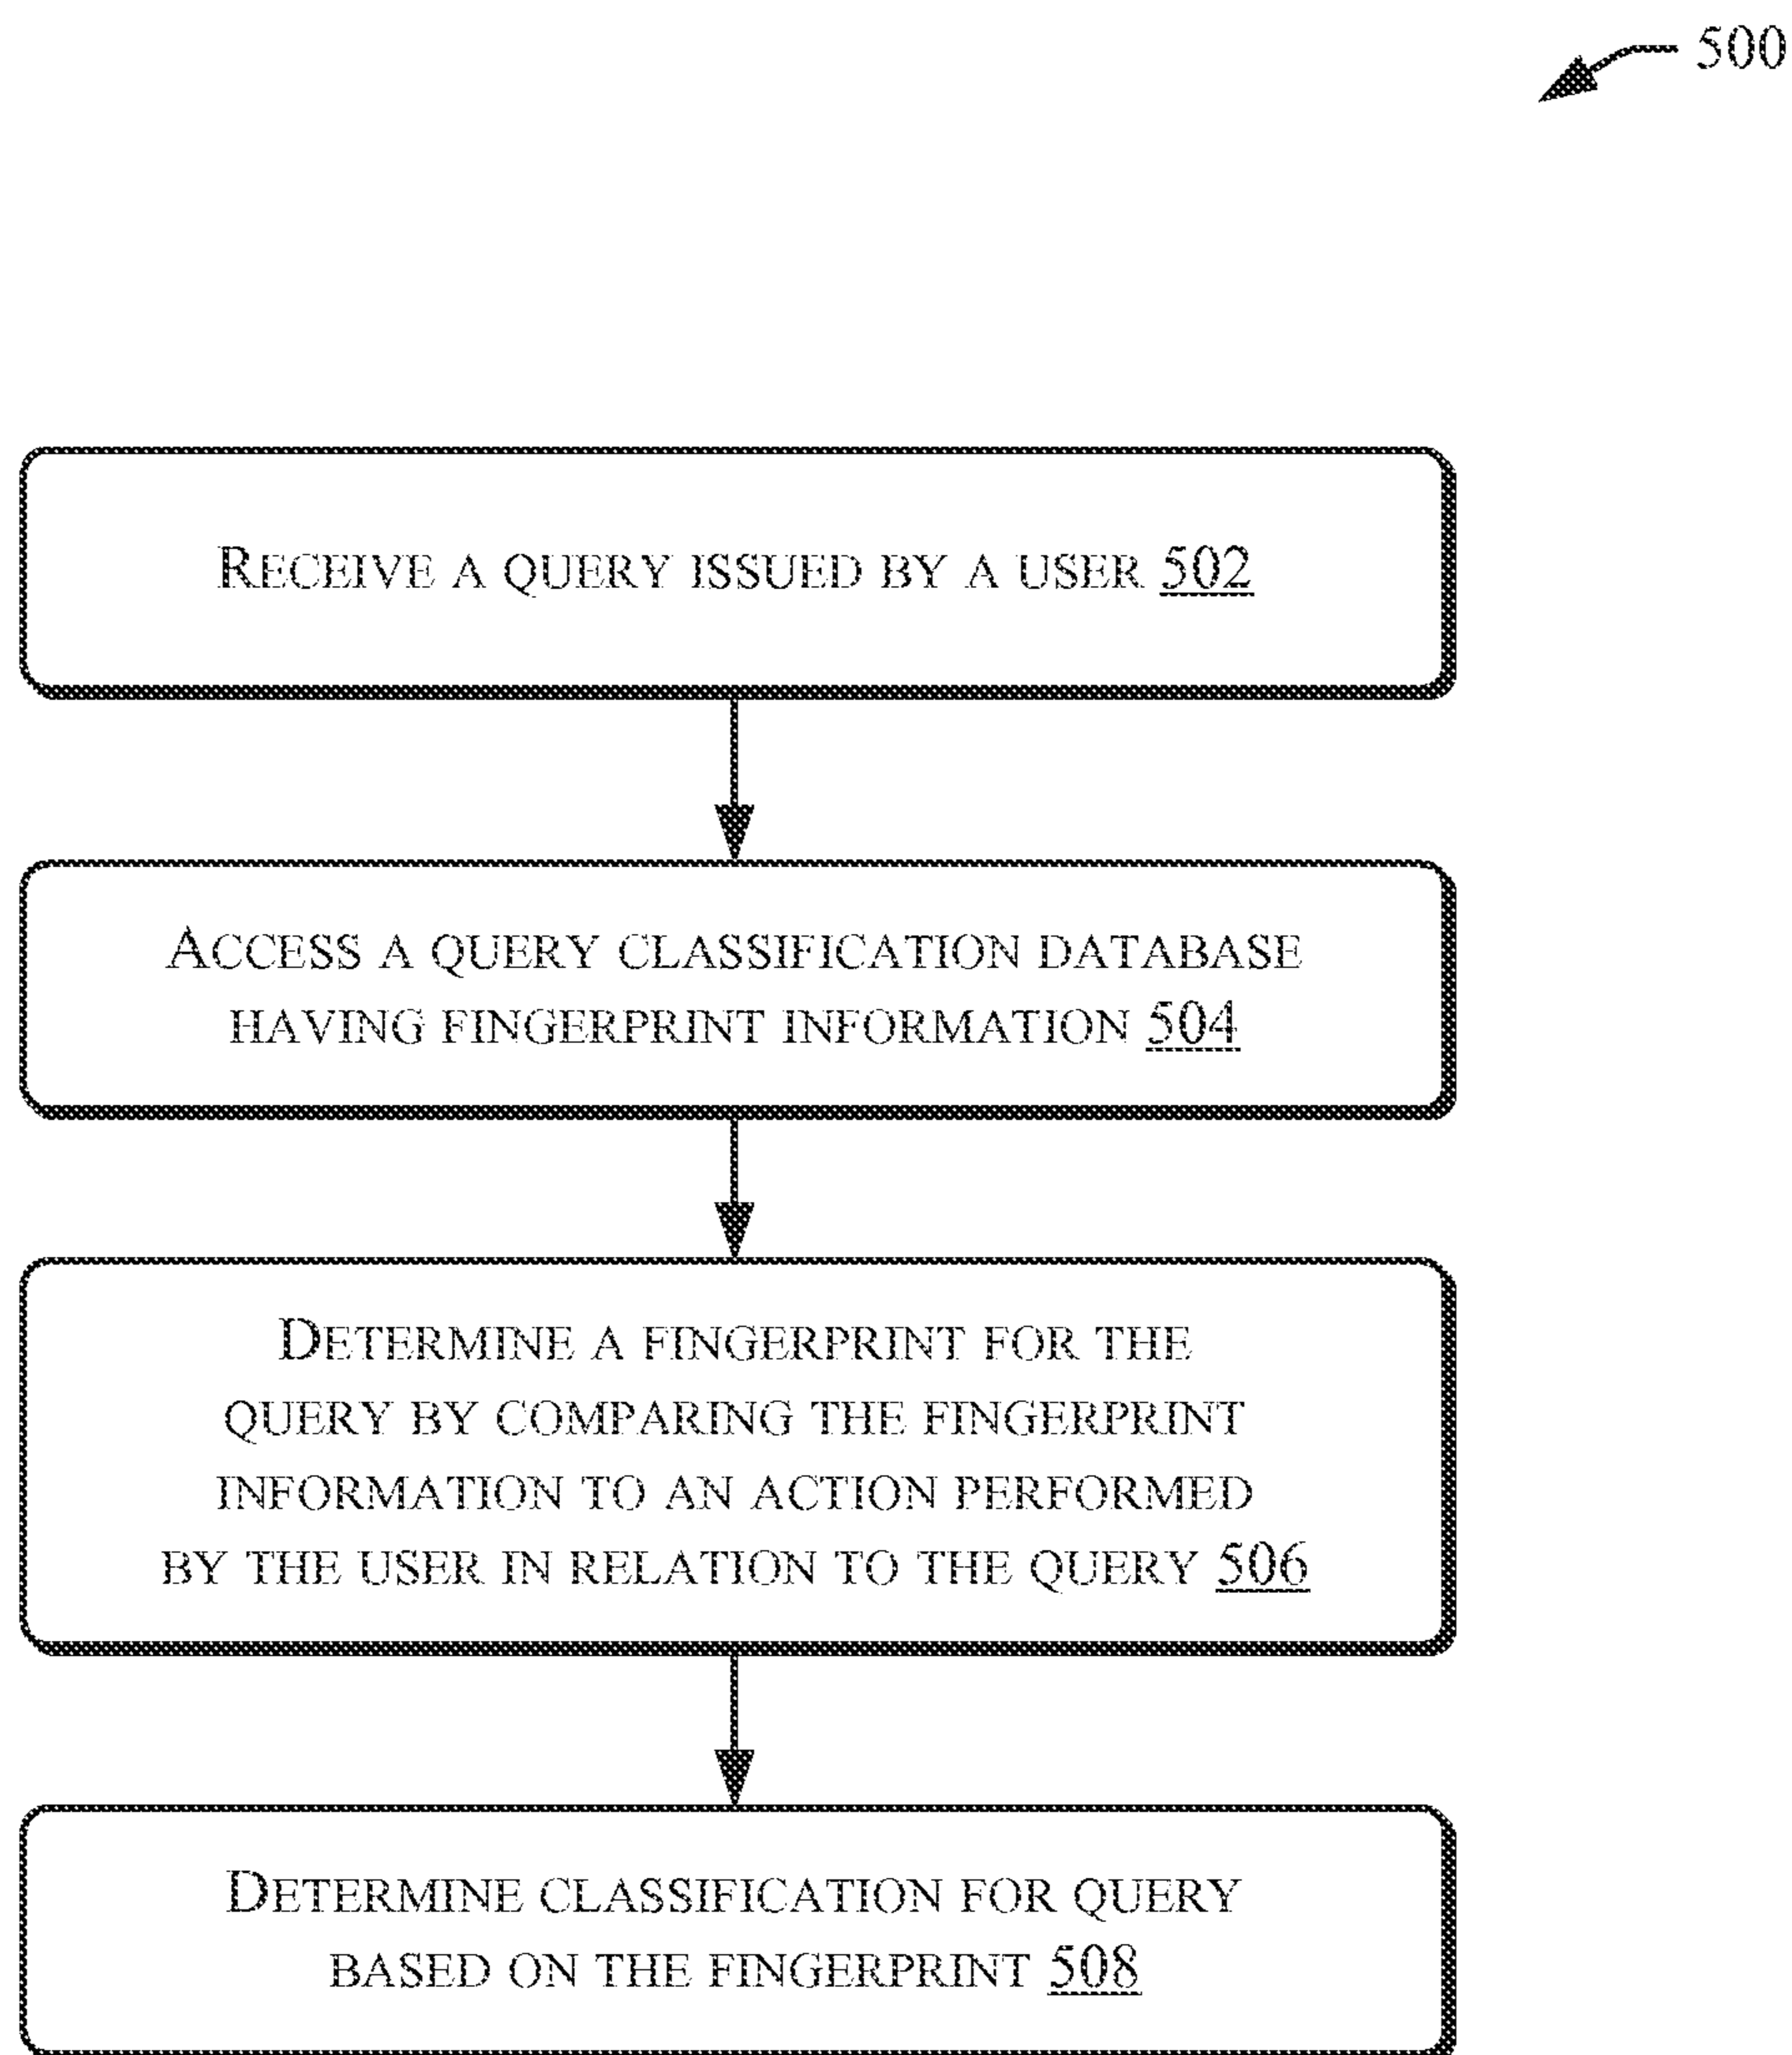 500
RECEIVE A QUERY ISSUED BY A USER 502
ACCESS A QUERY CLASSIFICATION DATABASE
HAVING FINGERPRINT INFORMATION 504
DETERMINE A FINGERPRINT FOR THE
QUERY BY COMPARING THE FINGERPRINT
INFORMATION TO AN ACTION PERFORMED
BY THE USER IN RELATION TO THE QUERY 506
DETERMINE CLASSIFICATION FOR QUERY
BASED ON THE FINGERPRINT 508